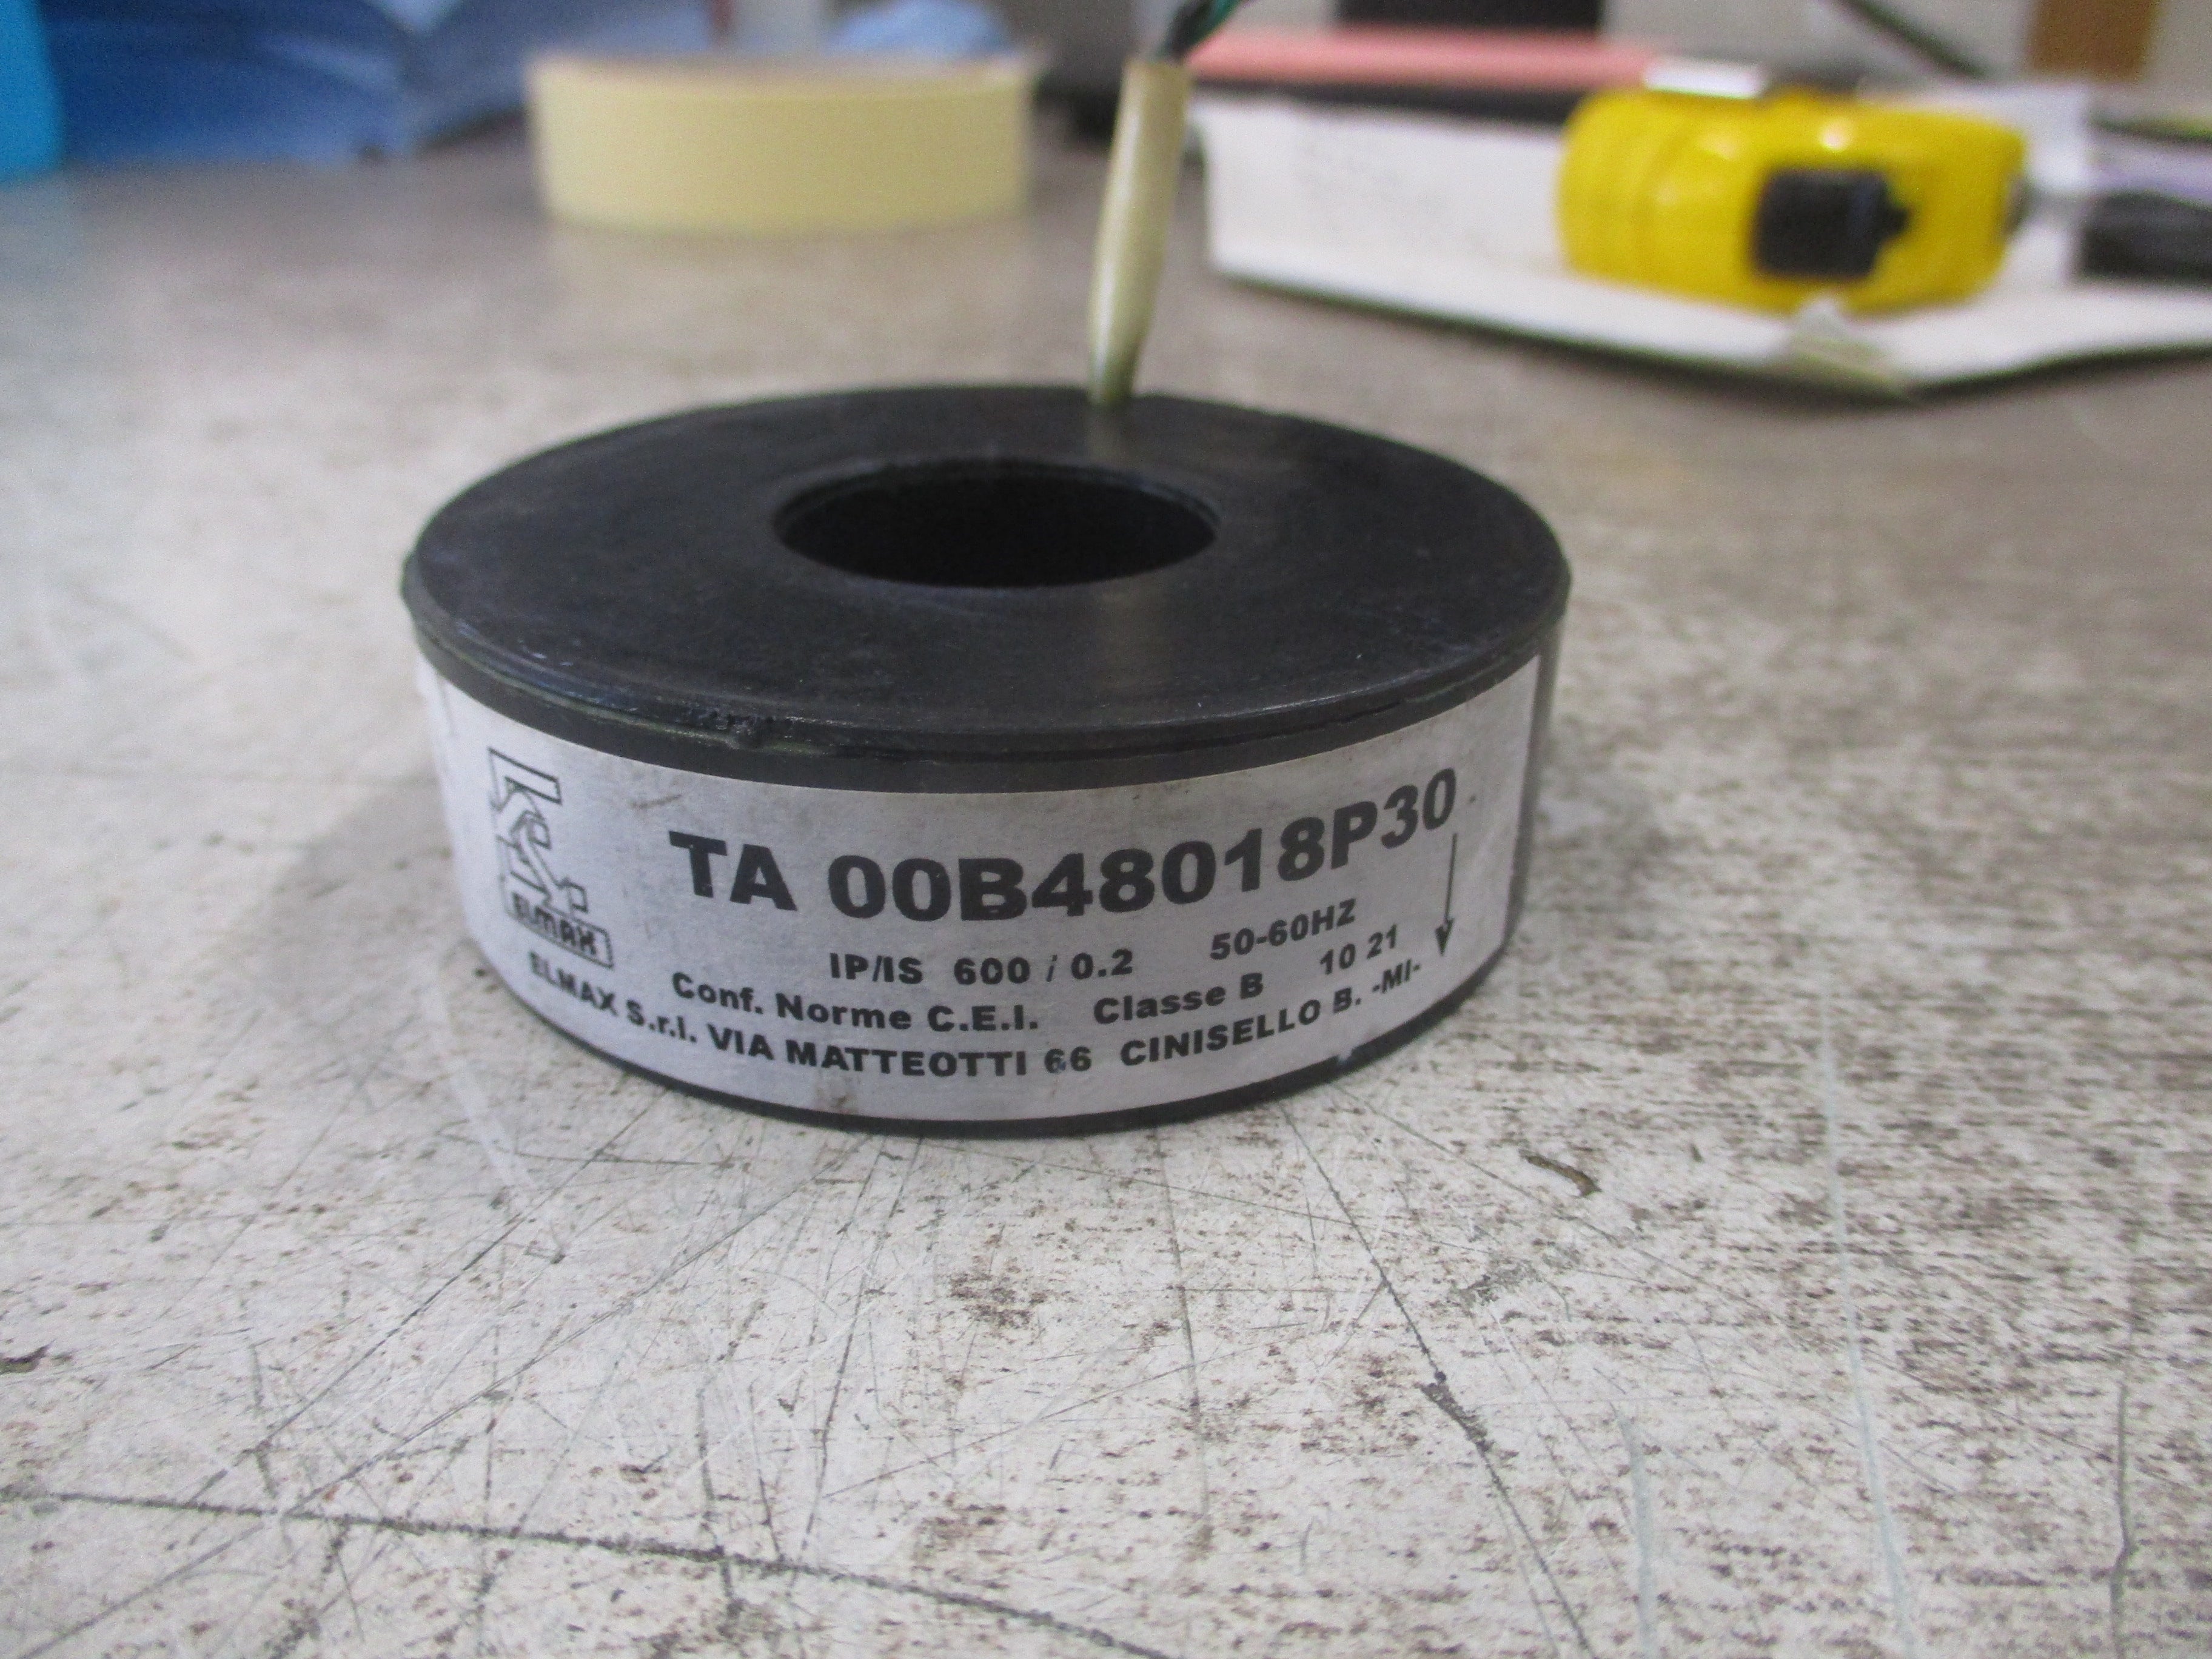 ELMAX
TA 00B48018P30
IP/IS 600 / 0.2 50-60HZ
Conf. Norme C.E.I. Classe B 10 21
ELMAX S.r.l. VIA MATTEOTTI 66 CINISELLO B. -MI-